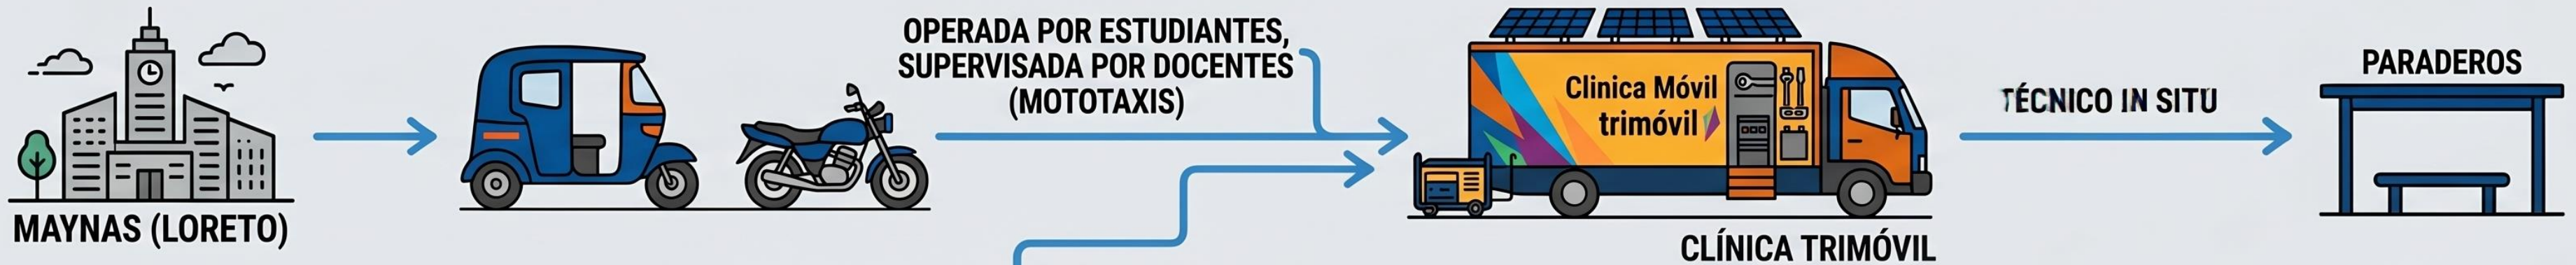 MAYNAS (LORETO)
OPERADA POR ESTUDIANTES,
SUPERVISADA POR DOCENTES
(MOTOTAXIS)
Clinica Móvil
trimóvil
CLÍNICA TRIMÓVIL
TÉCNICO IN SITU
PARADEROS